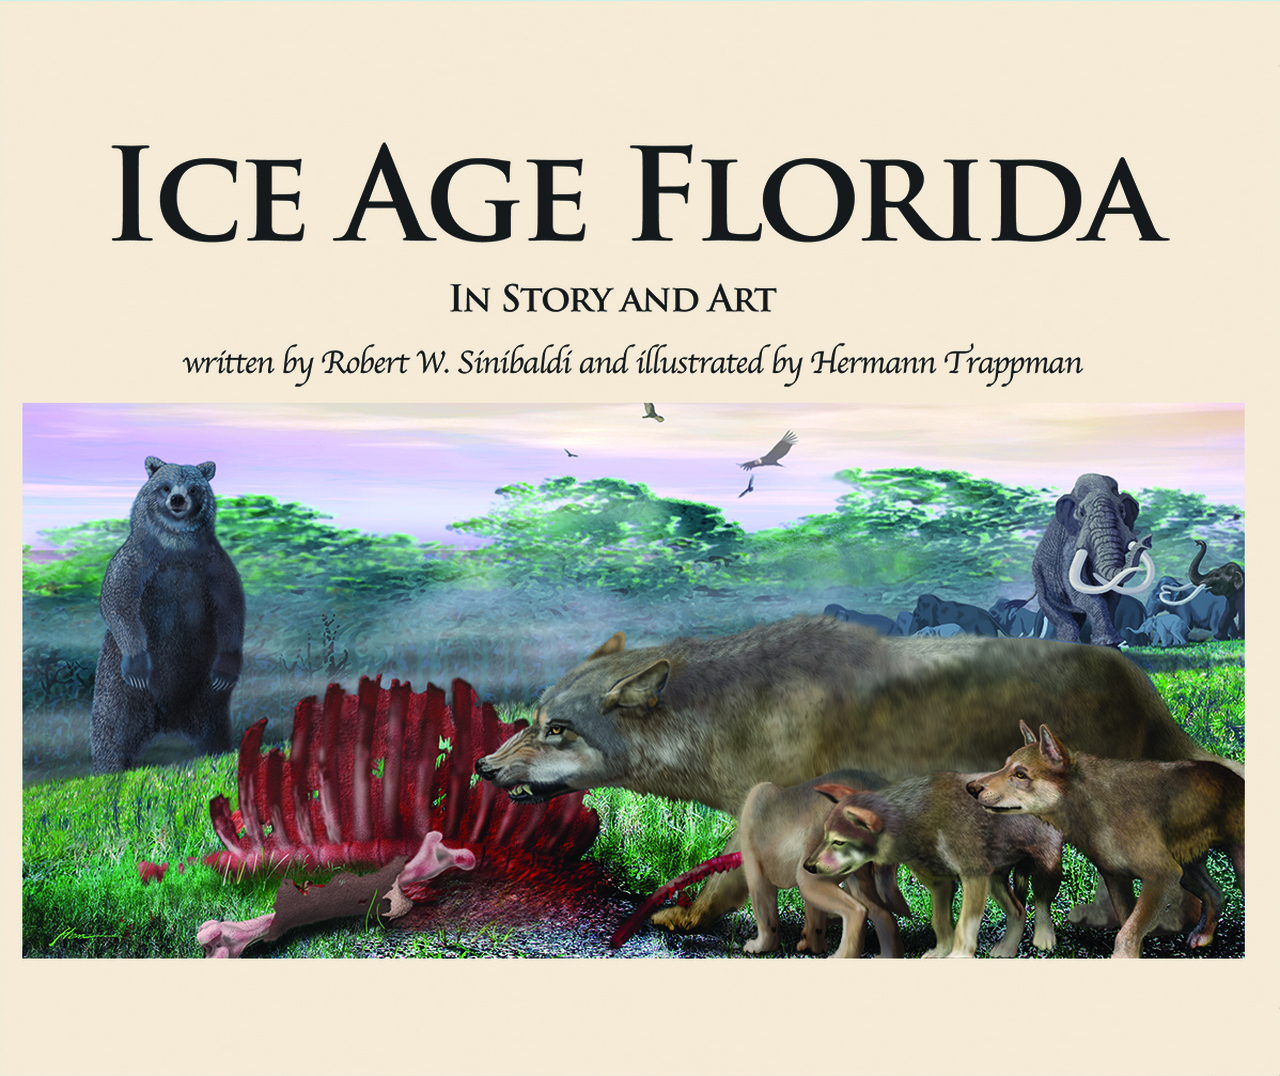 Ice Age Florida
In Story and Art
written by Robert W. Sinibaldi and illustrated by Hermann Trappman